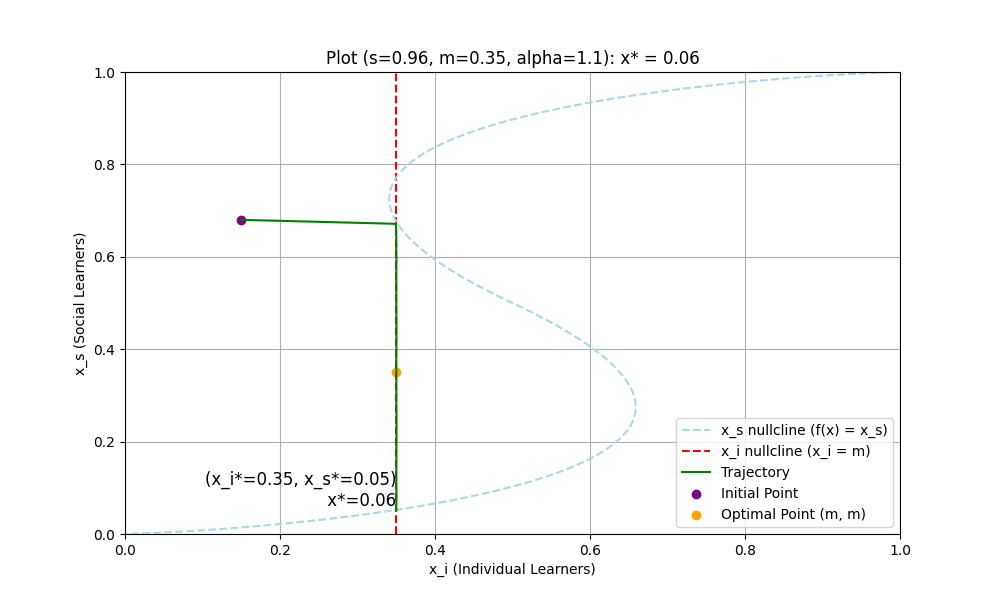 Plot (s=0.96, m=0.35, alpha=1.1): x* = 0.06
1.0
0.8
0.6
0.4
0.2
0.0
x_s (Social Learners)
(x_i*=0.35, x_s*=0.05)
x*=0.06
x_s nullcline (f(x) = x_s)
x_i nullcline (x_i = m)
Trajectory
Initial Point
Optimal Point (m, m)
0.0 0.2 0.4 0.6 0.8 1.0
x_i (Individual Learners)